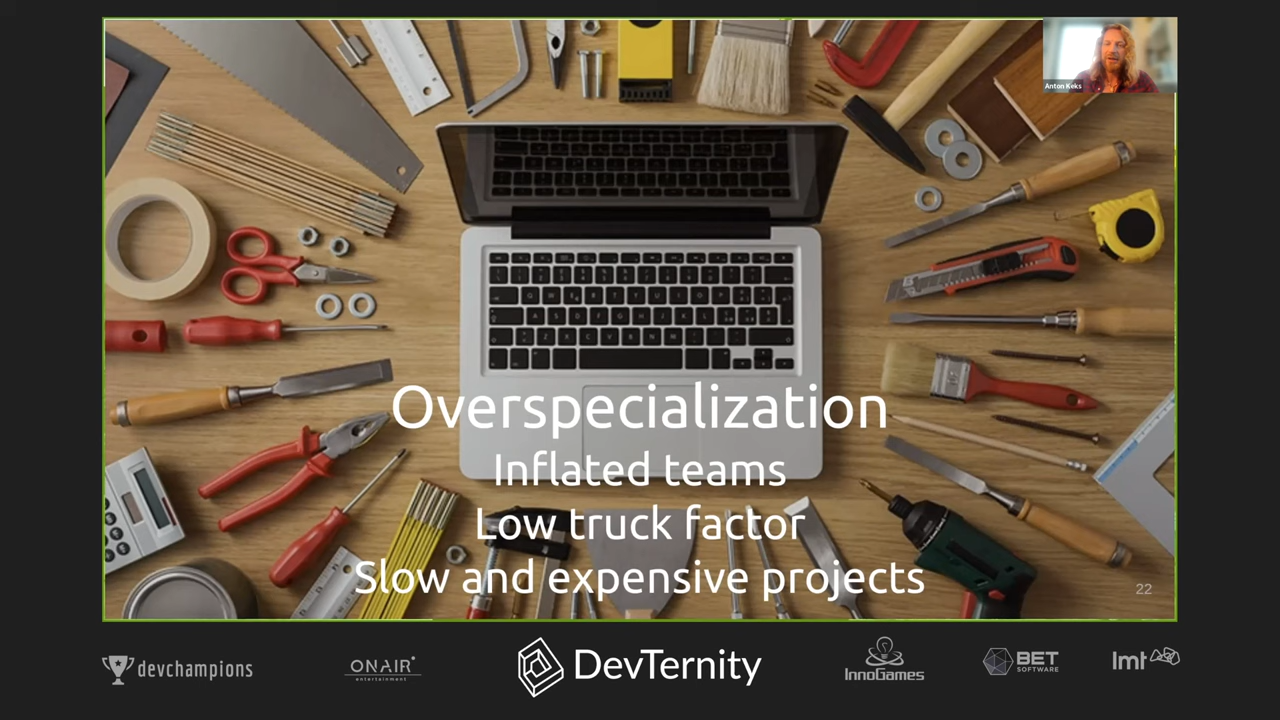 Anton Keks
Overspecialization
Inflated teams
Low truck factor
Slow and expensive projects
22
devchampions
ONAIR
entertainment
DevTernity
InnoGames
BET
SOFTWARE
lmt